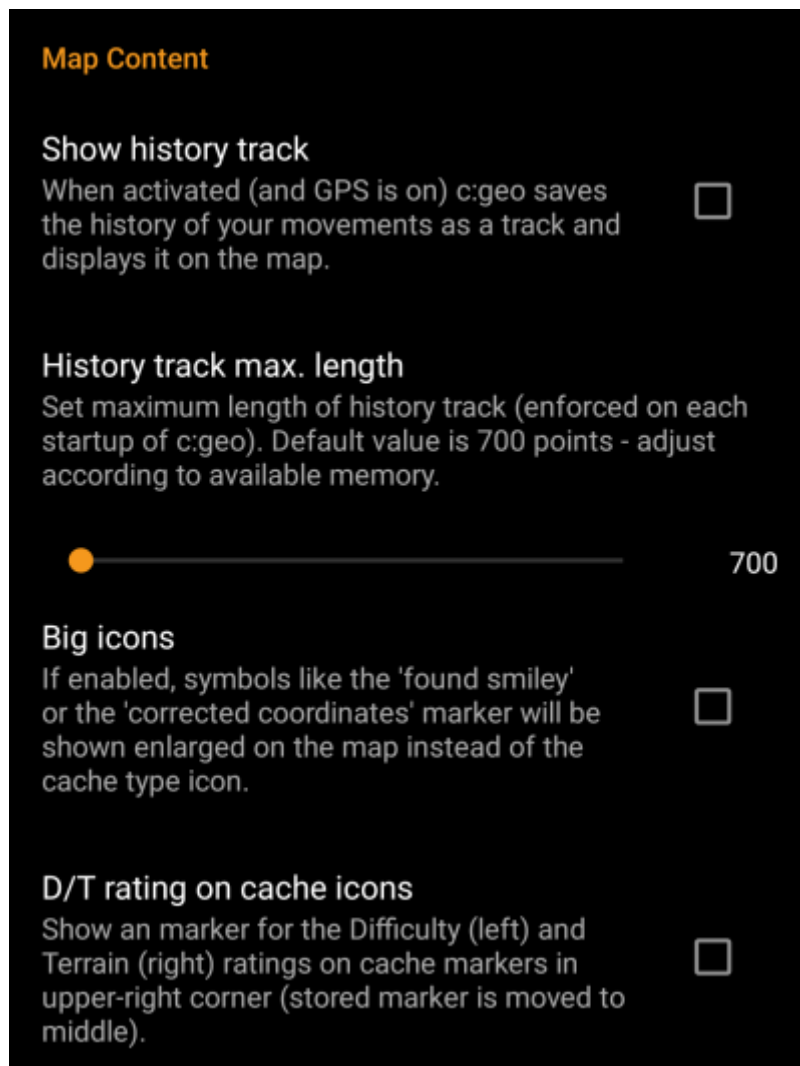 Map Content
Show history track
When activated (and GPS is on) c:geo saves
the history of your movements as a track and
displays it on the map.
History track max. length
Set maximum length of history track (enforced on each
startup of c:geo). Default value is 700 points - adjust
according to available memory.
700
Big icons
If enabled, symbols like the 'found smiley'
or the 'corrected coordinates' marker will be
shown enlarged on the map instead of the
cache type icon.
D/T rating on cache icons
Show an marker for the Difficulty (left) and
Terrain (right) ratings on cache markers in
upper-right corner (stored marker is moved to
middle).